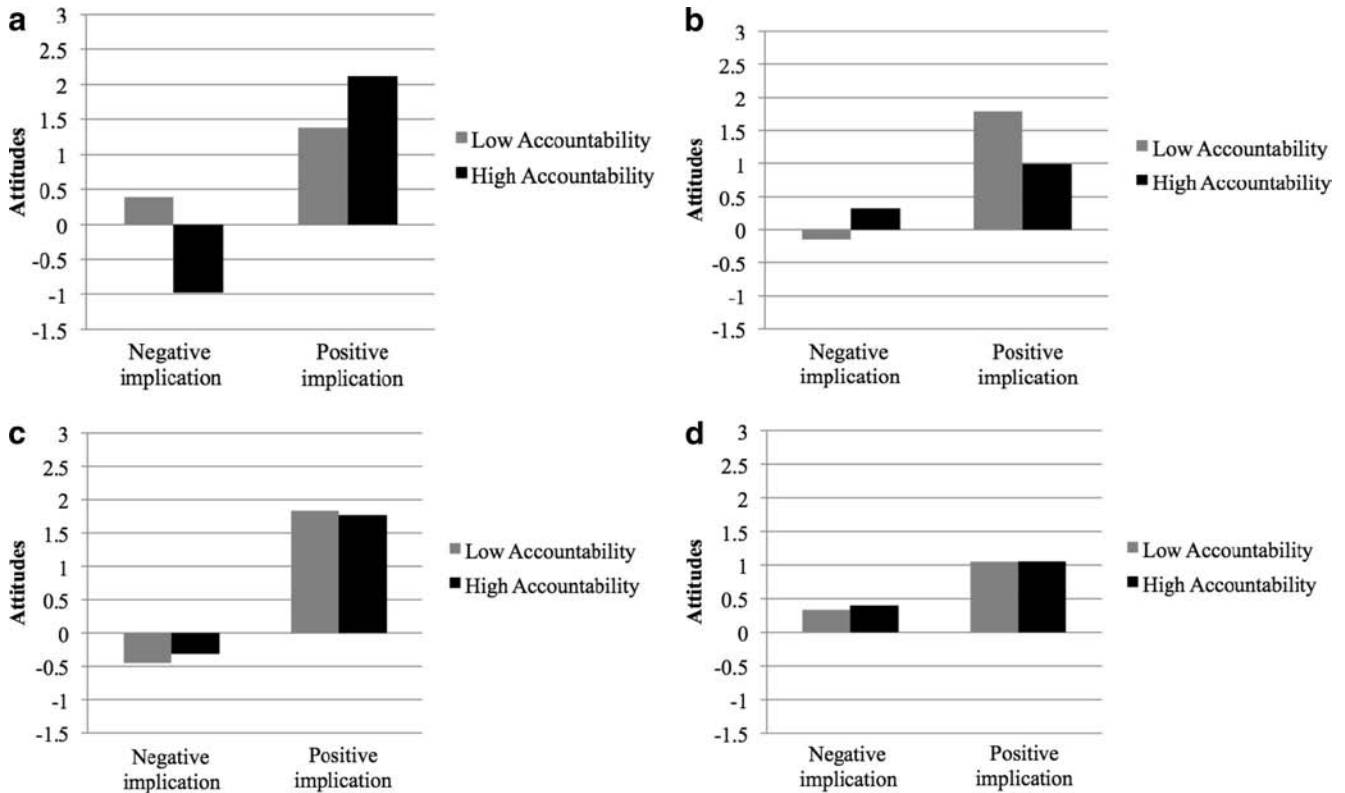 a
3
2.5
2
1.5
1
0.5
0
-0.5
-1
-1.5
Attitudes
Negative
implication
Positive
implication
Low Accountability
High Accountability
b
3
2.5
2
1.5
1
0.5
0
-0.5
-1
-1.5
Attitudes
Negative
implication
Positive
implication
Low Accountability
High Accountability
c
3
2.5
2
1.5
1
0.5
0
-0.5
-1
-1.5
Attitudes
Negative
implication
Positive
implication
Low Accountability
High Accountability
d
3
2.5
2
1.5
1
0.5
0
-0.5
-1
-1.5
Attitudes
Negative
implication
Positive
implication
Low Accountability
High Accountability